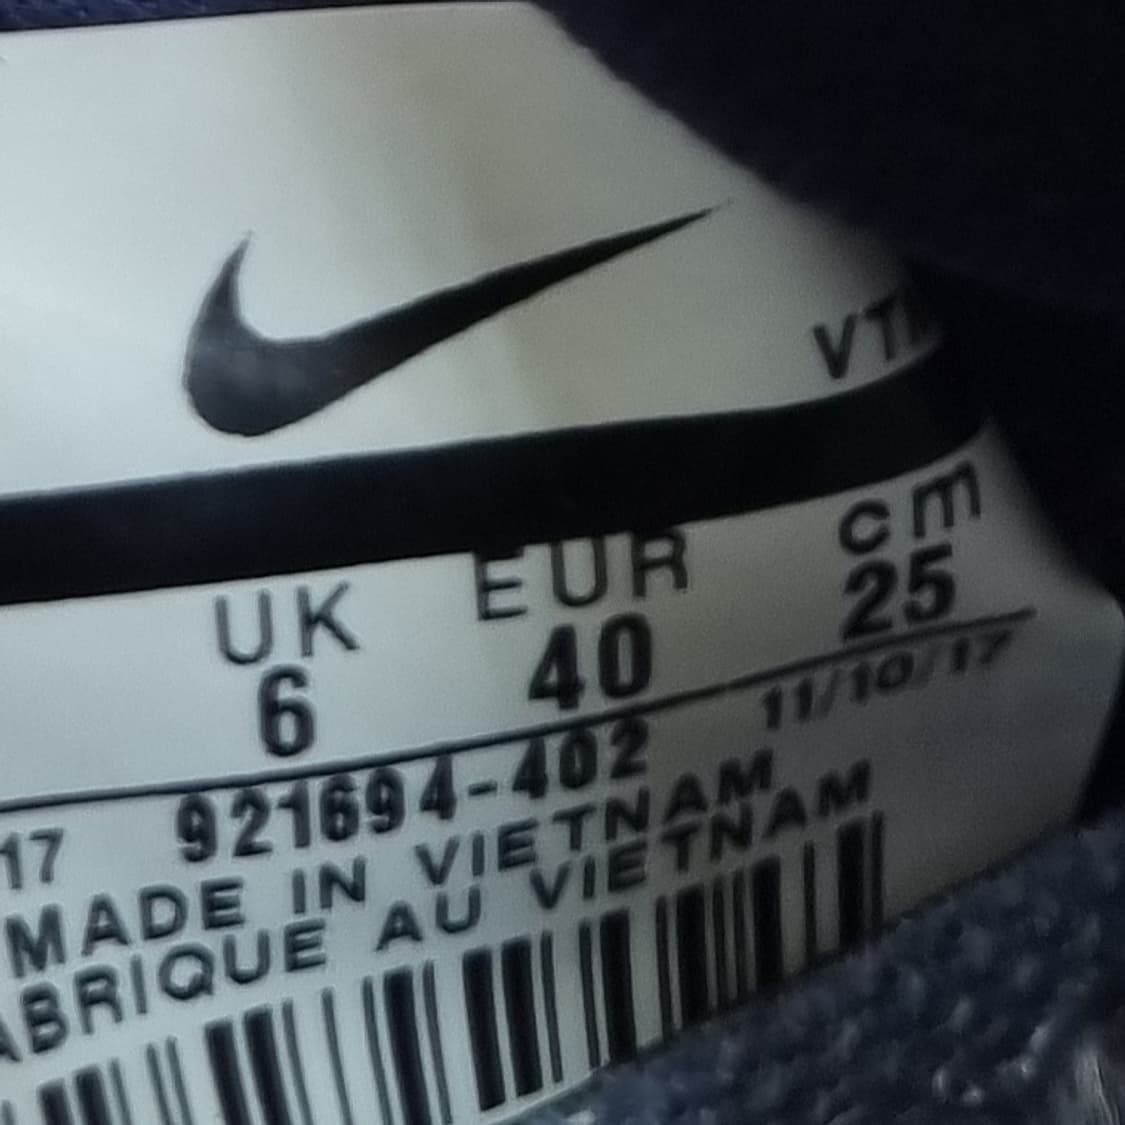 VT
UK EUR cm
6 40 25
17 921694-402 11/10/17
MADE IN VIETNAM
ABRIQUE AU VIETNAM